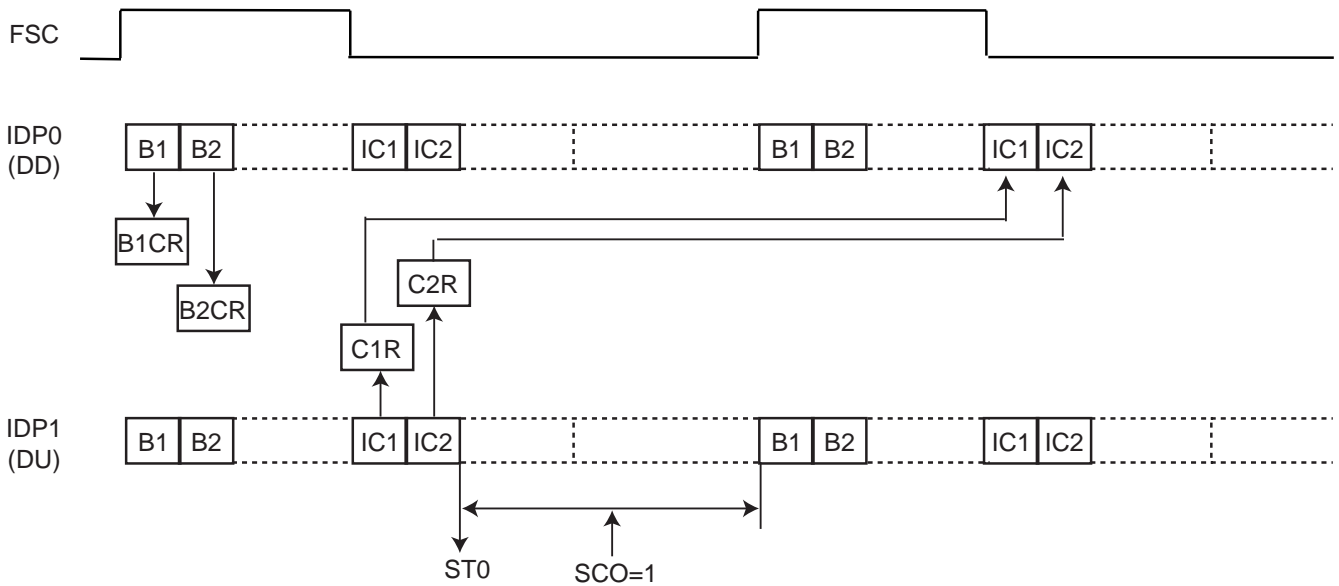 FSC
IDP0
(DD)
B1 B2 IC1 IC2 B1 B2 IC1 IC2
B1CR
B2CR
C2R
C1R
IDP1
(DU)
B1 B2 IC1 IC2 B1 B2 IC1 IC2
ST0 SCO=1